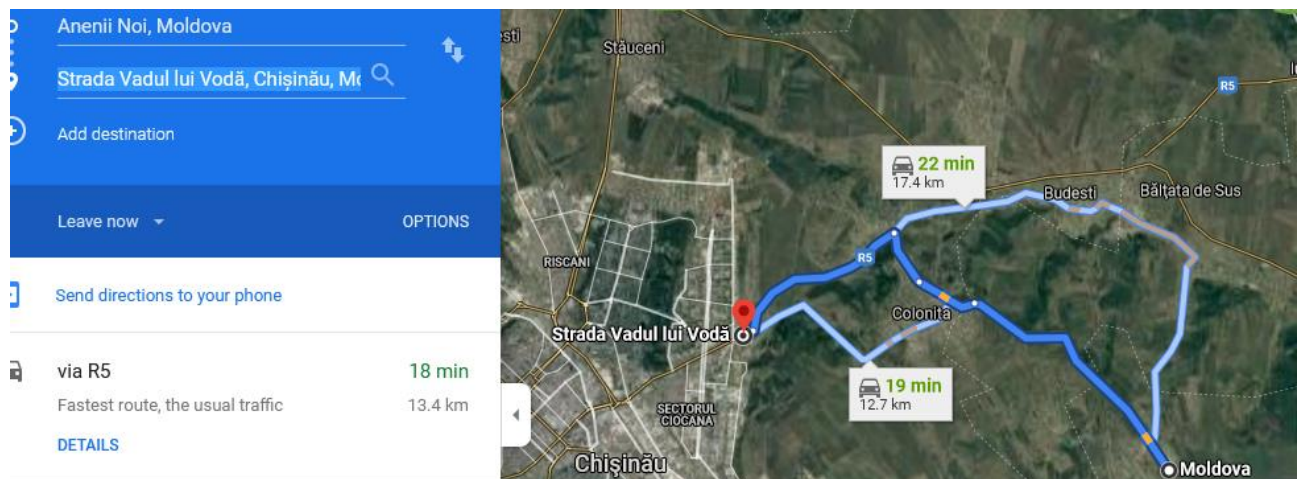 Anenii Noi, Moldova
Strada Vadul lui Vodă, Chișinău, Mo
Add destination
Leave now
OPTIONS
Send directions to your phone
via R5
18 min
Fastest route, the usual traffic
13.4 km
DETAILS
Stăuceni
R5
22 min
17.4 km
Budesti
Bălțata de Sus
RISCANI
R5
Colonița
Strada Vadul lui Vodă
19 min
12.7 km
SECTORUL
CIOCANA
Chișinău
Moldova